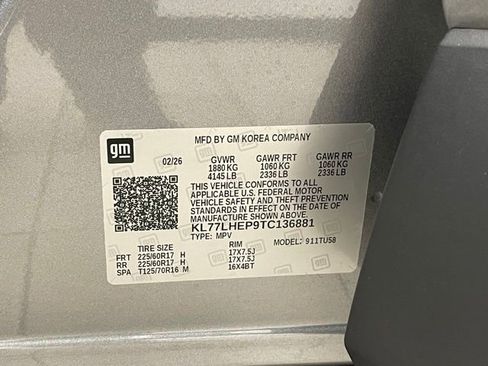 gm
MFD BY GM KOREA COMPANY
02/26 GVWR GAWR FRT GAWR RR
1880 KG 1060 KG 1060 KG
4145 LB 2336 LB 2336 LB
THIS VEHICLE CONFORMS TO ALL
APPLICABLE U.S. FEDERAL MOTOR
VEHICLE SAFETY AND THEFT PREVENTION
STANDARDS IN EFFECT ON THE DATE OF
MANUFACTURE SHOWN ABOVE.
KL77LHEP9TC136881
TYPE: MPV MODEL: 911TU58
RIM
FRT 225/60R17 H 17X7.5J
RR 225/60R17 H 17X7.5J
SPA T125/70R16 M 16X4BT